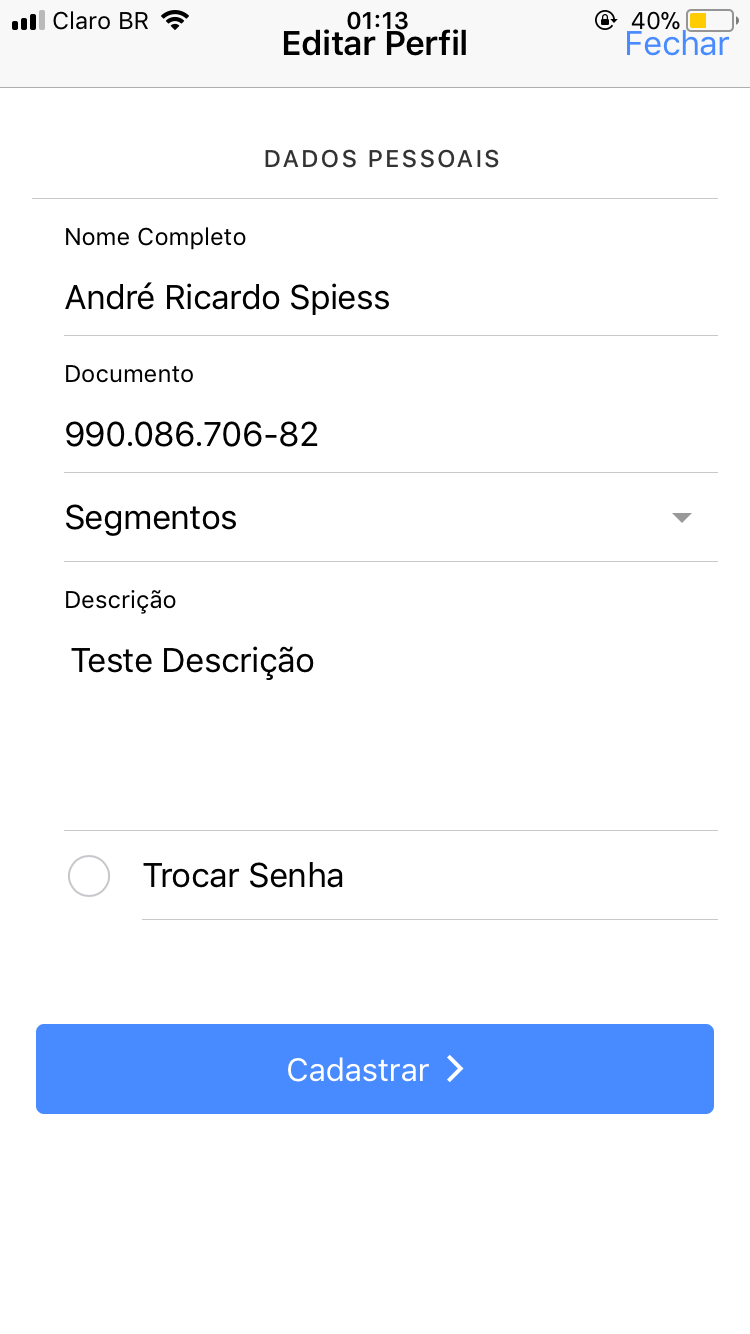 Claro BR 01:13 40%
Editar Perfil Fechar
DADOS PESSOAIS
Nome Completo
André Ricardo Spiess
Documento
990.086.706-82
Segmentos
Descrição
Teste Descrição
Trocar Senha
Cadastrar